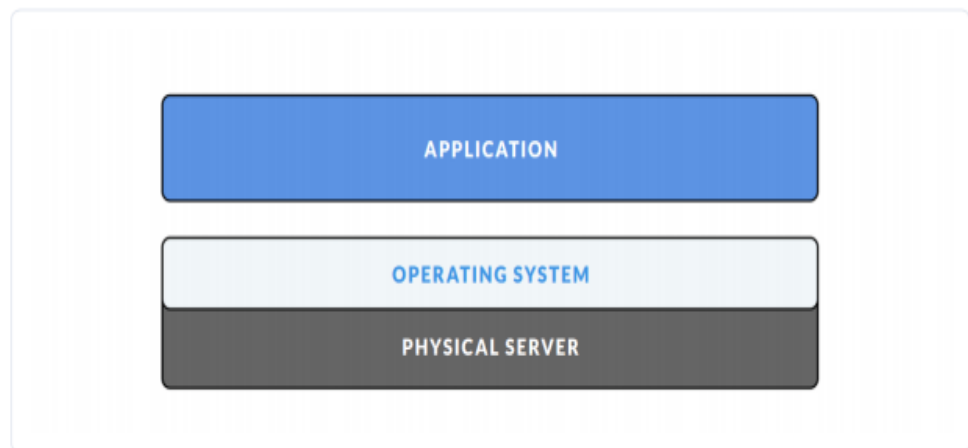 APPLICATION
OPERATING SYSTEM
PHYSICAL SERVER